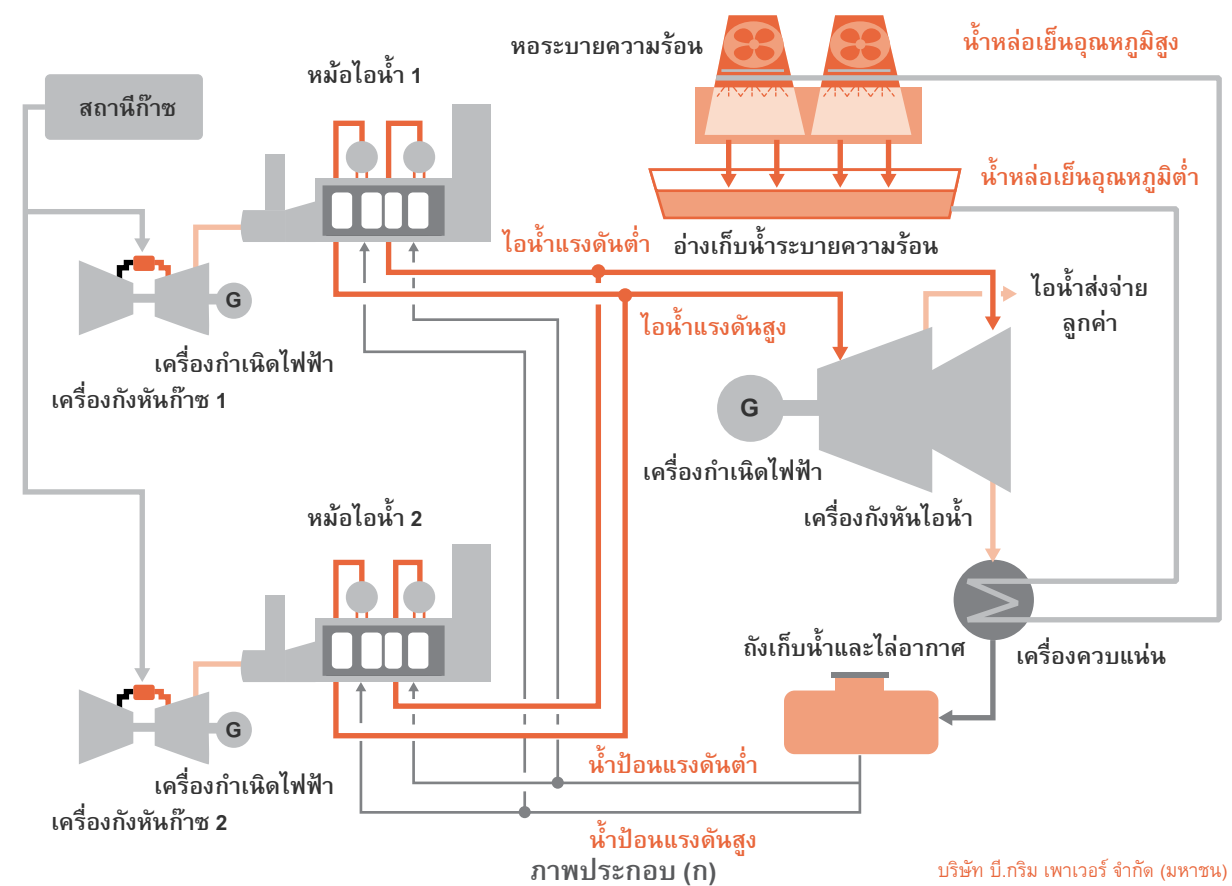 หอระบายความร้อน
น้ำหล่อเย็นอุณหภูมิสูง
หม้อไอน้ำ 1
สถานีก๊าซ
น้ำหล่อเย็นอุณหภูมิต่ำ
ไอน้ำแรงดันต่ำ
อ่างเก็บน้ำระบายความร้อน
G
ไอน้ำส่งจ่าย
ลูกค่า
ไอน้ำแรงดันสูง
เครื่องกำเนิดไฟฟ้า
เครื่องกังหันก๊าซ 1
G
เครื่องกำเนิดไฟฟ้า
เครื่องกังหันไอน้ำ
หม้อไอน้ำ 2
ถังเก็บน้ำและไล่อากาศ
เครื่องควบแน่น
G
น้ำป้อนแรงดันต่ำ
เครื่องกำเนิดไฟฟ้า
เครื่องกังหันก๊าซ 2
น้ำป้อนแรงดันสูง
ภาพประกอบ (ก)
บริษัท บี.กริม เพาเวอร์ จำกัด (มหาชน)